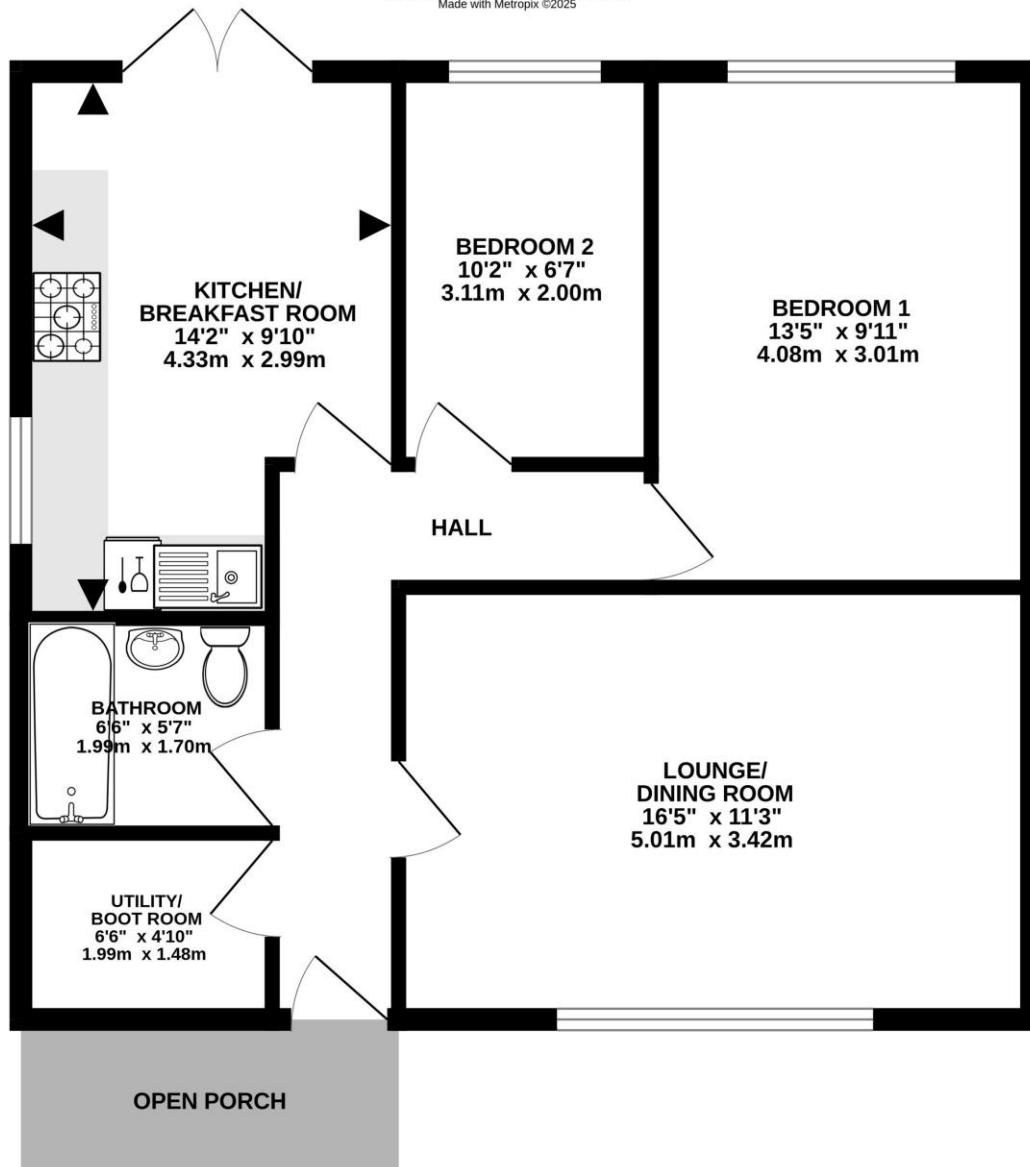 Made with Metropix ©2025
KITCHEN/
BREAKFAST ROOM
14'2" x 9'10"
4.33m x 2.99m
BEDROOM 2
10'2" x 6'7"
3.11m x 2.00m
BEDROOM 1
13'5" x 9'11"
4.08m x 3.01m
HALL
BATHROOM
6'6" x 5'7"
1.99m x 1.70m
LOUNGE/
DINING ROOM
16'5" x 11'3"
5.01m x 3.42m
UTILITY/
BOOT ROOM
6'6" x 4'10"
1.99m x 1.48m
OPEN PORCH